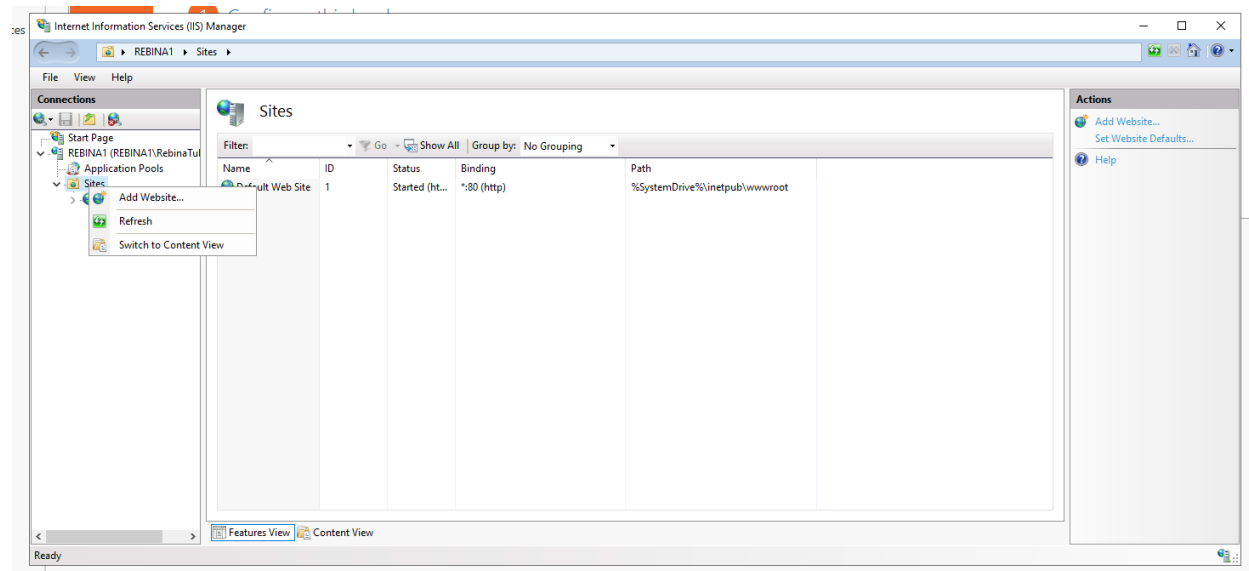 ces
Internet Information Services (IIS) Manager
REBINA1 Sites
File View Help
Connections
Start Page
REBINA1 (REBINA1\RebinaTul
Application Pools
Sites
Add Website...
Refresh
Switch to Content View
Sites
Filter: Go Show All Group by: No Grouping
Name ID Status Binding Path
Default Web Site 1 Started (ht... *:80 (http) %SystemDrive%\inetpub\wwwroot
Features View Content View
Actions
Add Website...
Set Website Defaults...
Help
Ready